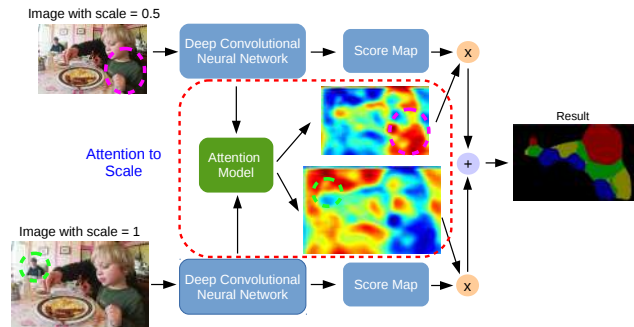 Image with scale = 0.5
Deep Convolutional
Neural Network
Score Map
x
Attention to
Scale
Attention
Model
Result
+
Image with scale = 1
Deep Convolutional
Neural Network
Score Map
x